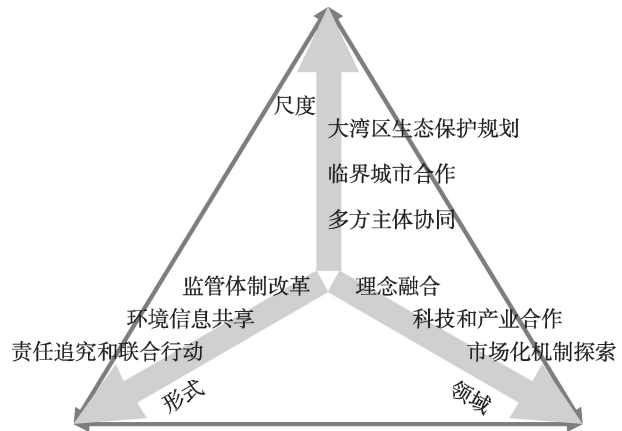 尺度
大湾区生态保护规划
临界城市合作
多方主体协同
监管体制改革
理念融合
环境信息共享
科技和产业合作
责任追究和联合行动
市场化机制探索
形式
领域